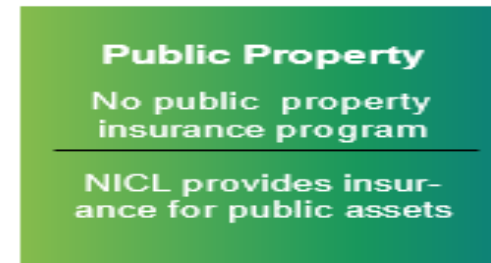 Public Property
No public property
insurance program
NICL provides insur-
ance for public assets